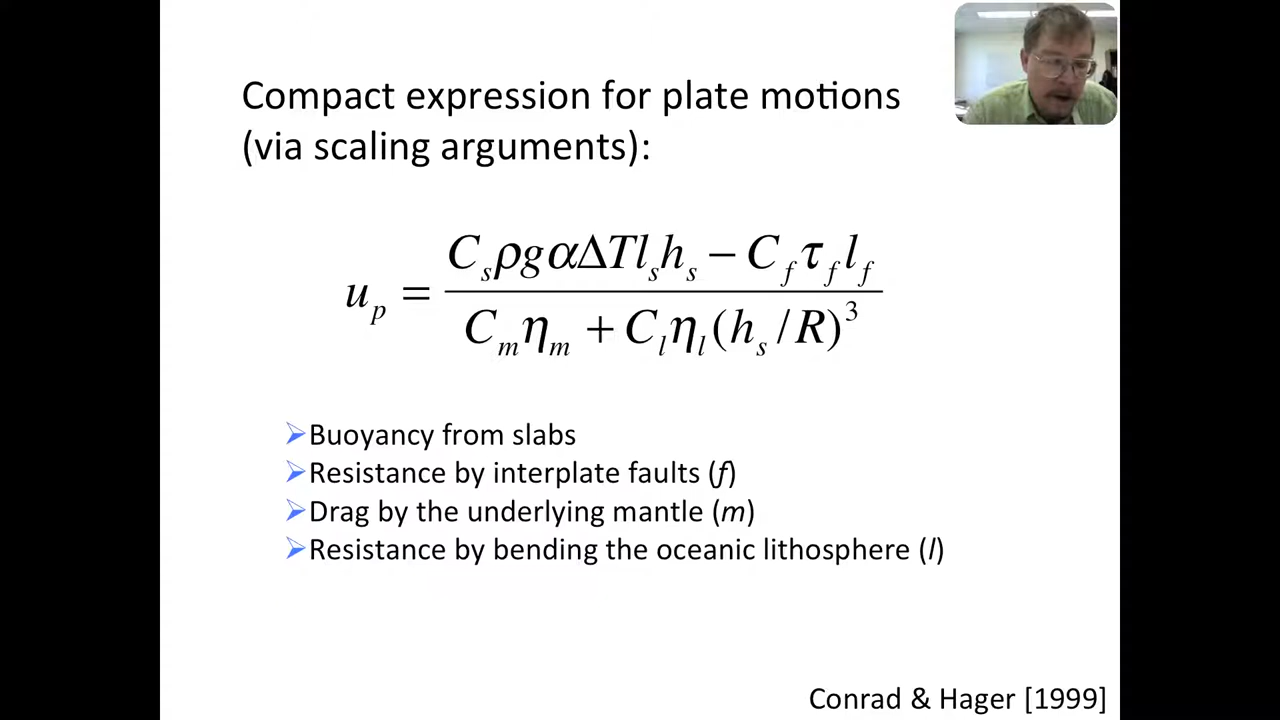 Compact expression for plate motions
(via scaling arguments):
u_p = \frac{C_s ρ g α Δ T l_s h_s − C_f τ_f l_f}{C_m η_m + C_l η_l (h_s / R)^3}
➢Buoyancy from slabs
➢Resistance by interplate faults (f)
➢Drag by the underlying mantle (m)
➢Resistance by bending the oceanic lithosphere (l)
Conrad & Hager [1999]